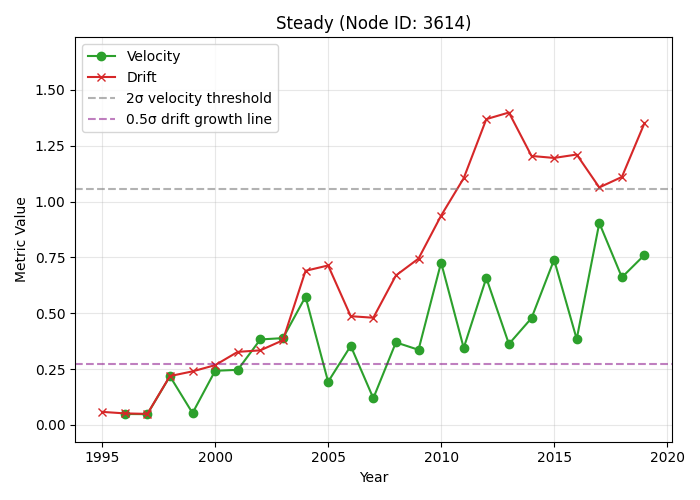 Steady (Node ID: 3614)
Velocity
Drift
2σ velocity threshold
0.5σ drift growth line
1.50
1.25
1.00
0.75
0.50
0.25
0.00
Metric Value
1995 2000 2005 2010 2015 2020
Year